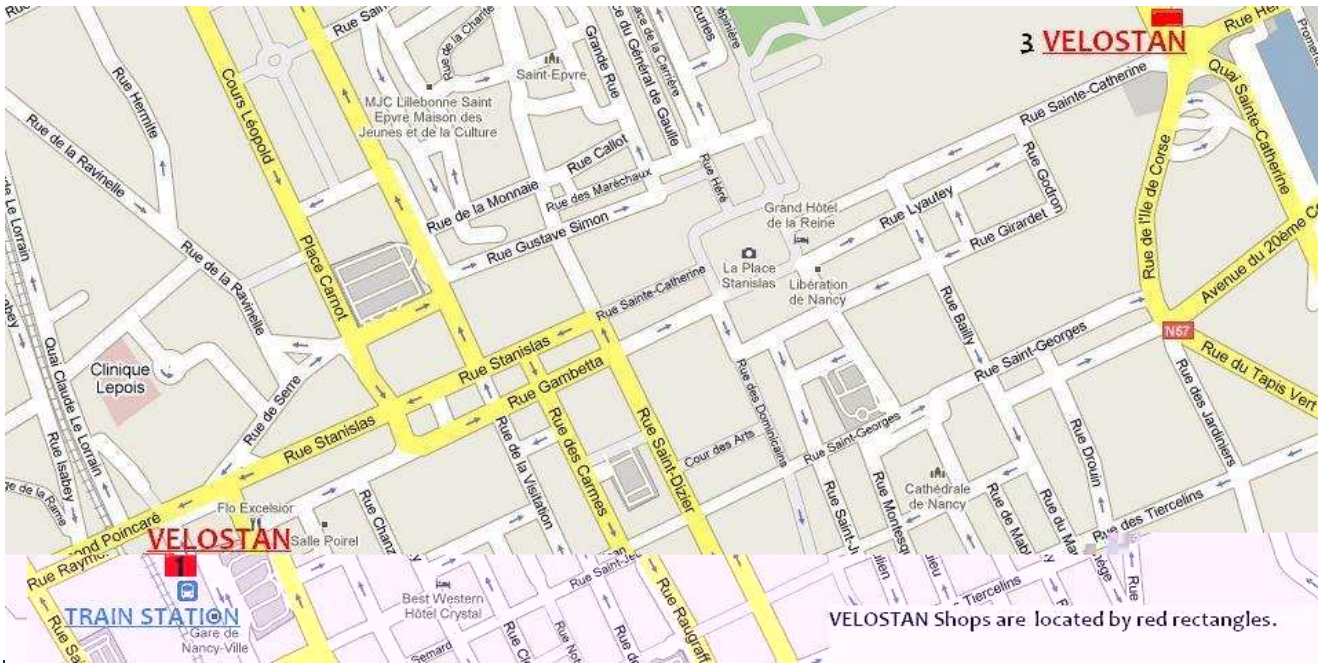 Rue de la Charité
Grande Rue
Rue Hermite
Cours Léopold
Saint-Epvre
3 VELOSTAN
Quai Sainte-Catherine
MJC Lillebonne Saint
Epvre Maison des
Jeunes et de la Culture
Rue Sainte-Catherine
Rue de la Ravinelle
Rue Callot
Rue des Maréchaux
Rue de la Monnaie
Rue Héré
Rue Godron
Rue Gustave Simon
Grand Hôtel
de la Reine
Rue Lyautey
Rue Girardet
Rue de l'Ile de Corse
Place Carnot
Rue de la Ravinelle
La Place
Stanislas
Libération
de Nancy
Rue Sainte-Catherine
Rue Bailly
Avenue du 20ème
N57
Quai Claude Le Lorrain
Clinique
Lepois
Rue Stanislas
Rue Gambetta
Rue Saint-Georges
Rue du Tapis Vert
Rue de Serre
Rue Stanislas
Rue des Dominicains
Rue des Jardiniers
Rue Isabey
Rue de la Visitation
Rue des Carmes
Rue Saint-Dizier
Cour des Arts
Rue Saint-Georges
Rue Drouin
Cathédrale
de Nancy
Flo Excelsior
Salle Poirel
Rue des Tiercelins
VELOSTAN
1
TRAIN STATION
Gare de
Nancy-Ville
Best Western
Hôtel Crystal
Rue Raugraff
Tiercelins
VELOSTAN Shops are located by red rectangles.